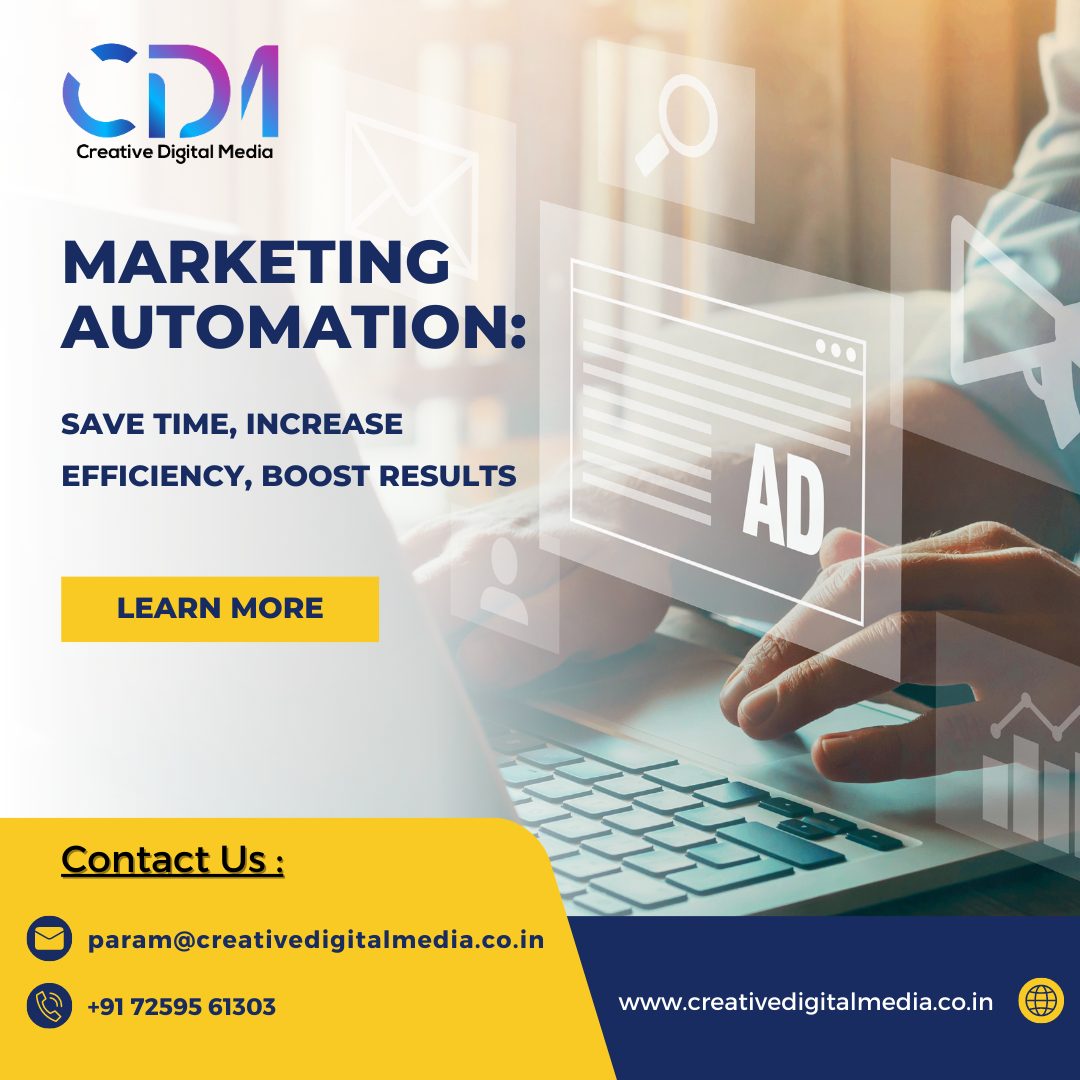 CDM
Creative Digital Media
MARKETING
AUTOMATION:
SAVE TIME, INCREASE
EFFICIENCY, BOOST RESULTS
LEARN MORE
AD
Contact Us :
param@creativedigitalmedia.co.in
+91 72595 61303
www.creativedigitalmedia.co.in